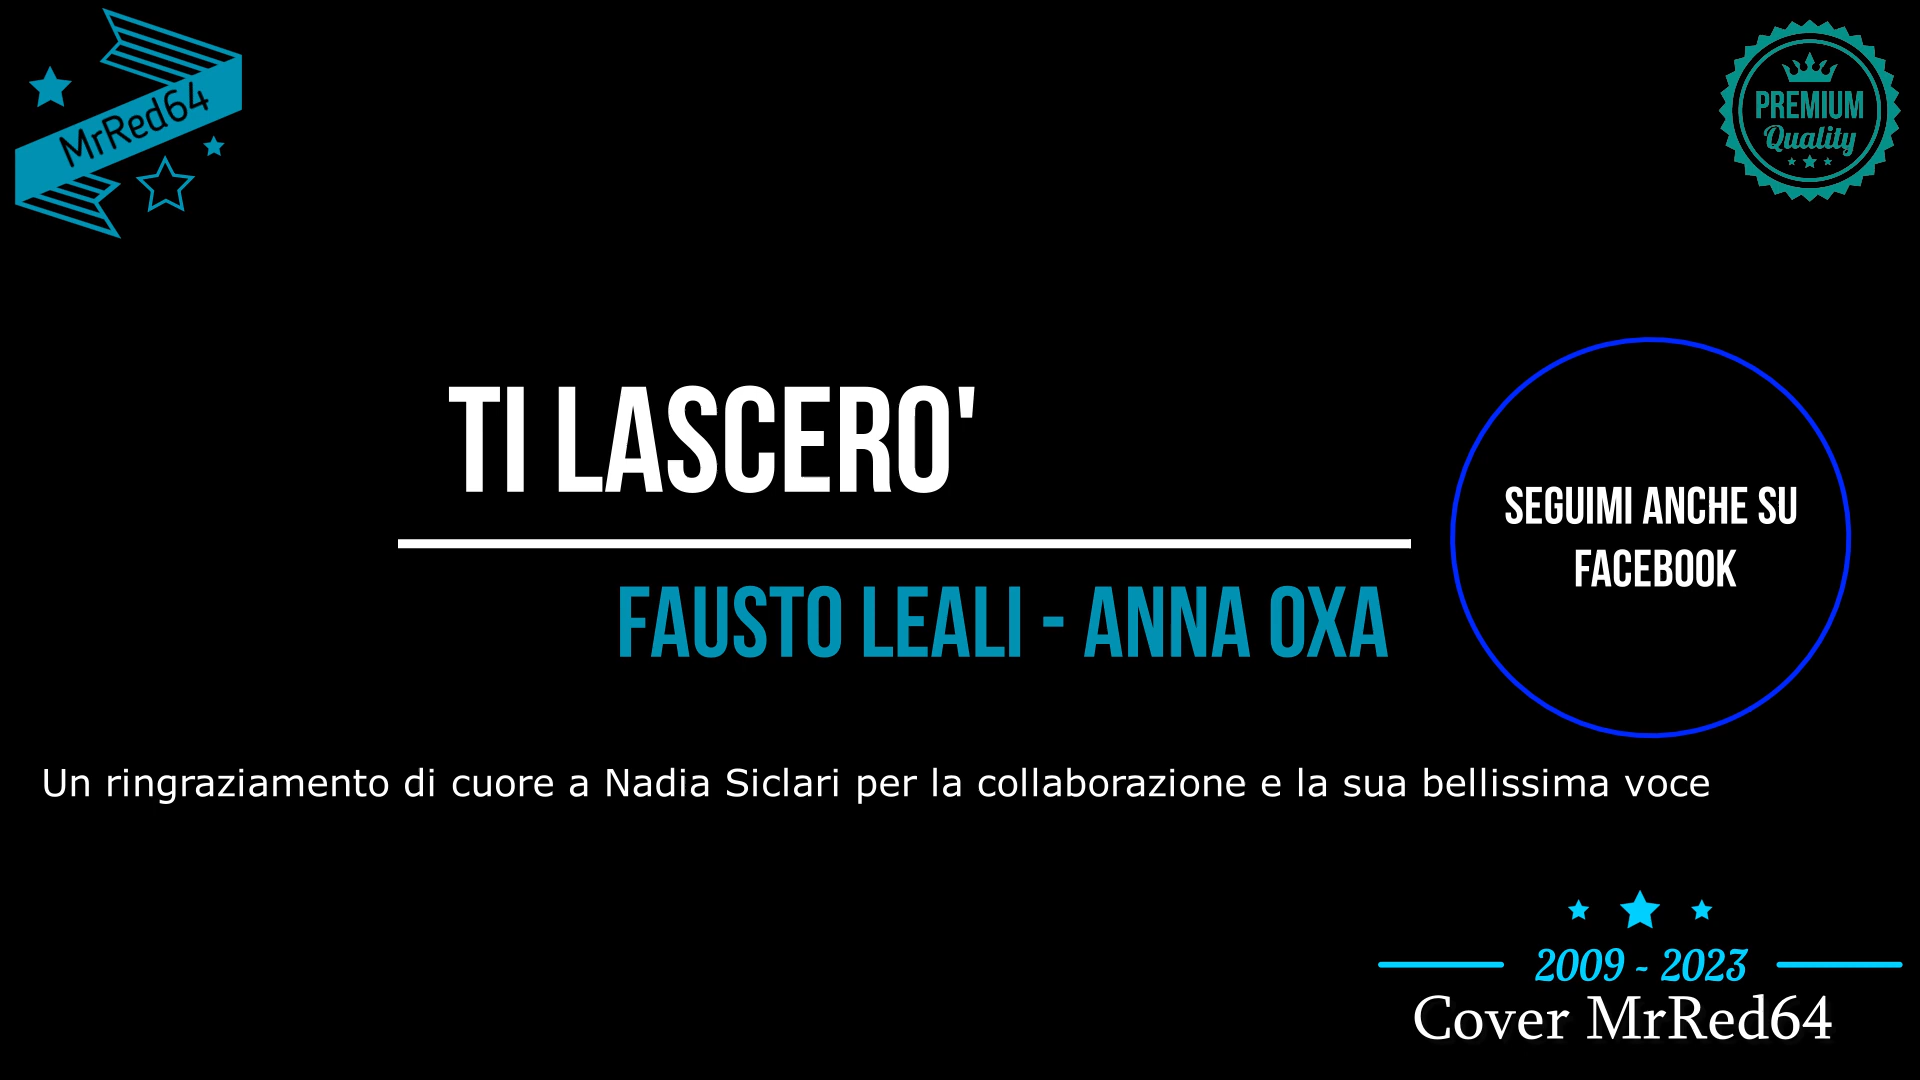 MrRed64
PREMIUM
Quality
TI LASCERO'
FAUSTO LEALI - ANNA OXA
SEGUIMI ANCHE SU
FACEBOOK
Un ringraziamento di cuore a Nadia Siclari per la collaborazione e la sua bellissima voce
2009 - 2023
Cover MrRed64